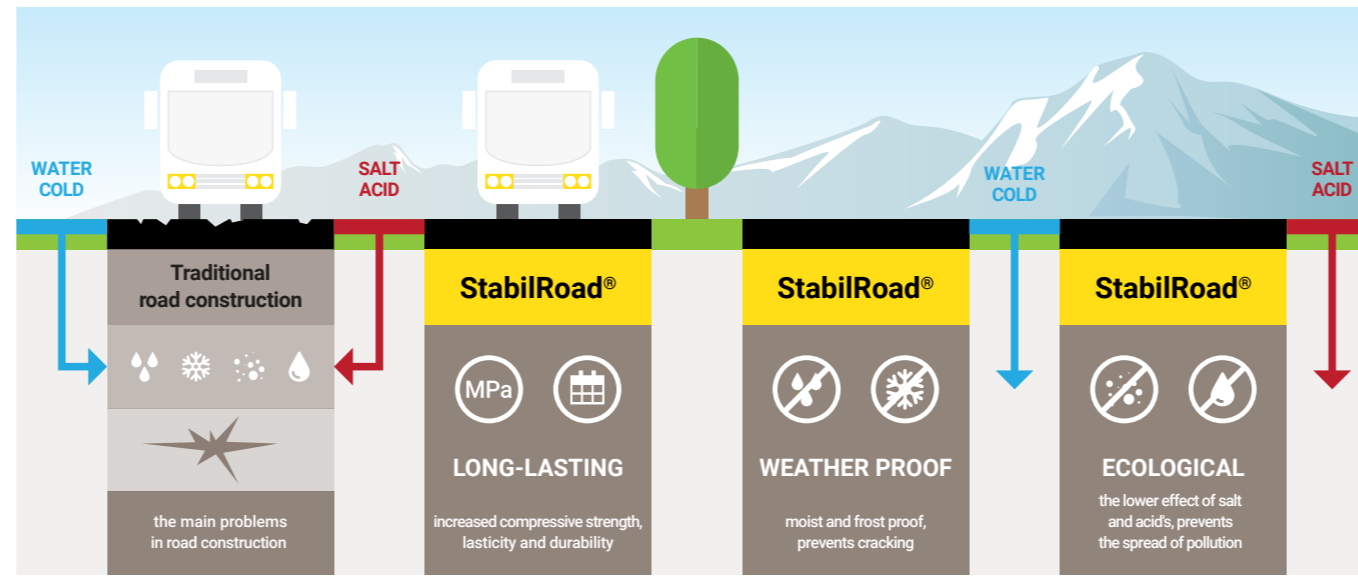 WATER
COLD
SALT
ACID
WATER
COLD
SALT
ACID
Traditional
road construction
the main problems
in road construction
StabilRoad®
MPa
LONG-LASTING
increased compressive strength,
lasticity and durability
StabilRoad®
WEATHER PROOF
moist and frost proof,
prevents cracking
StabilRoad®
ECOLOGICAL
the lower effect of salt
and acid's, prevents
the spread of pollution